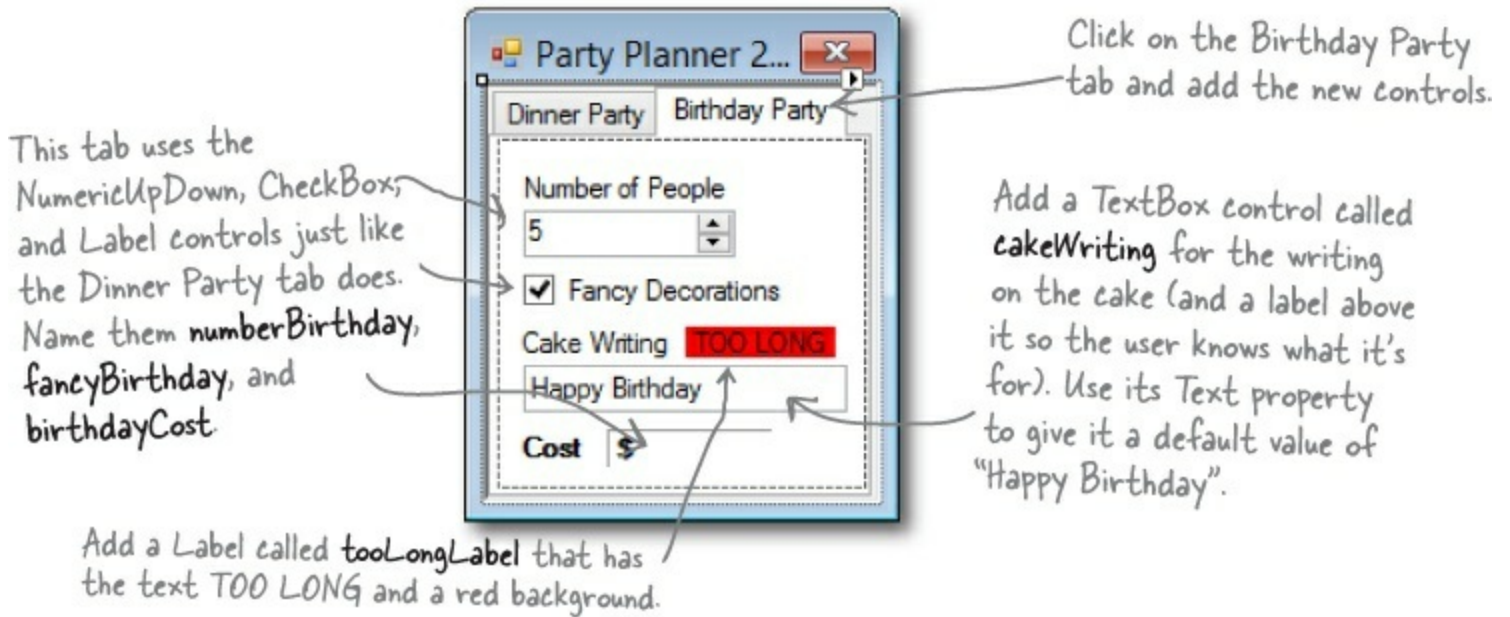 Party Planner 2...
Dinner Party
Birthday Party
Number of People
5
Fancy Decorations
Cake Writing
TOO LONG
Happy Birthday
Cost
$
Click on the Birthday Party
tab and add the new controls.
This tab uses the
NumericUpDown, CheckBox,
and Label controls just like
the Dinner Party tab does.
Name them numberBirthday,
fancyBirthday, and
birthdayCost.
Add a TextBox control called
cakeWriting for the writing
on the cake (and a label above
it so the user knows what it's
for). Use its Text property
to give it a default value of
“Happy Birthday”.
Add a Label called tooLongLabel that has
the text TOO LONG and a red background.